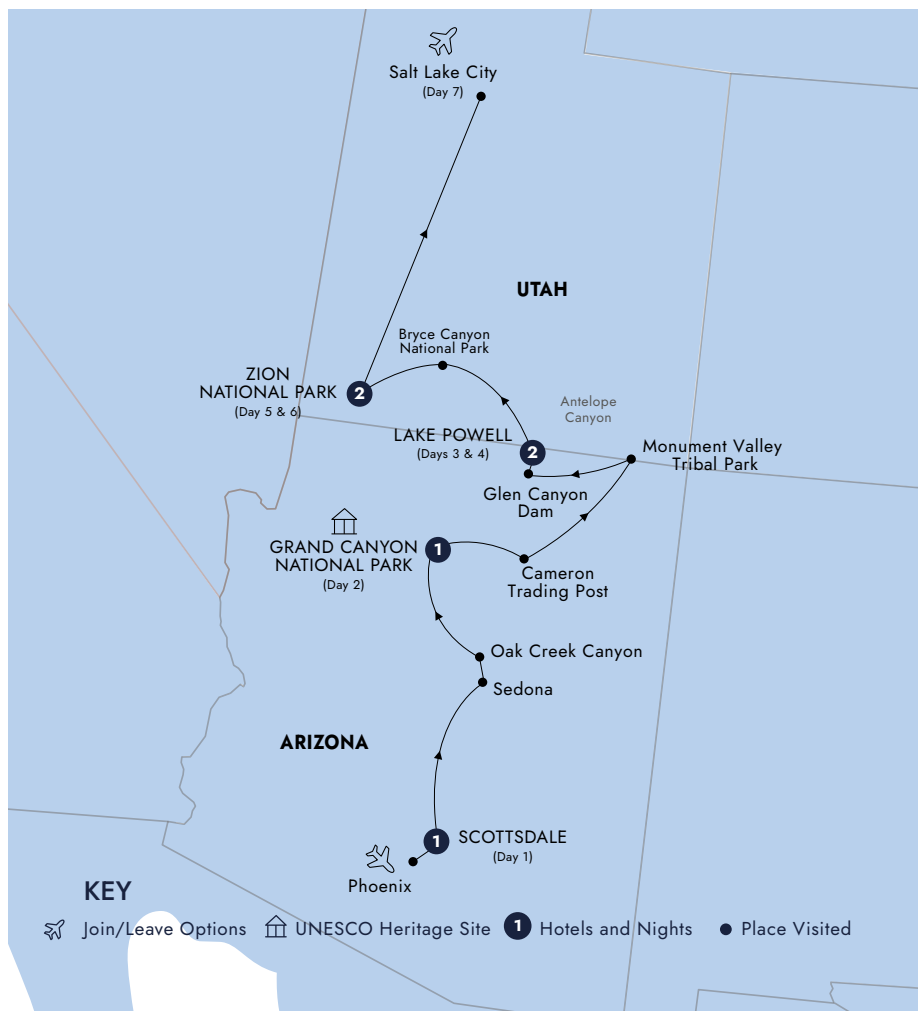 Salt Lake City
(Day 7)
UTAH
Bryce Canyon
National Park
ZION
NATIONAL PARK
(Day 5 & 6)
2
Antelope
Canyon
LAKE POWELL
(Days 3 & 4)
2
Monument Valley
Tribal Park
Glen Canyon
Dam
GRAND CANYON
NATIONAL PARK
(Day 2)
1
Cameron
Trading Post
Oak Creek Canyon
Sedona
ARIZONA
1
SCOTTSDALE
(Day 1)
Phoenix
KEY
Join/Leave Options
UNESCO Heritage Site
1
Hotels and Nights
Place Visited